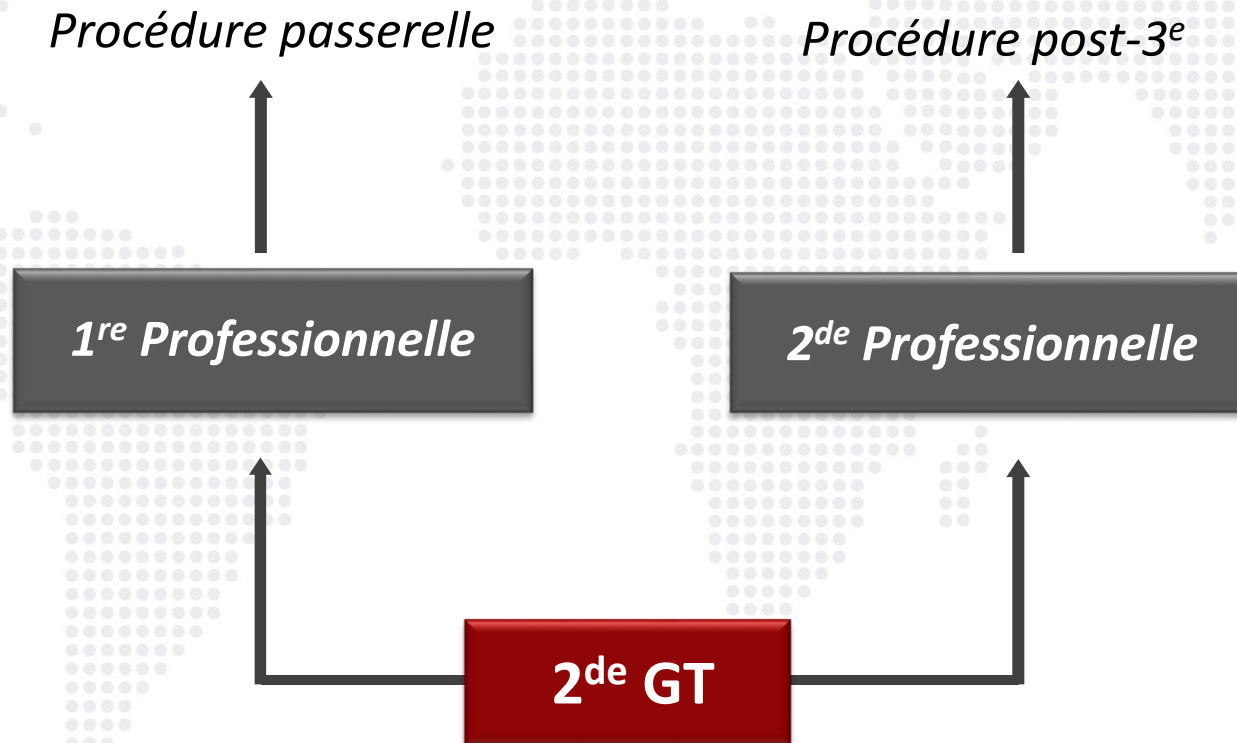 Procédure passerelle
Procédure post-3ᵉ
1ʳᵉ Professionnelle
2ᵈᵉ Professionnelle
2ᵈᵉ GT